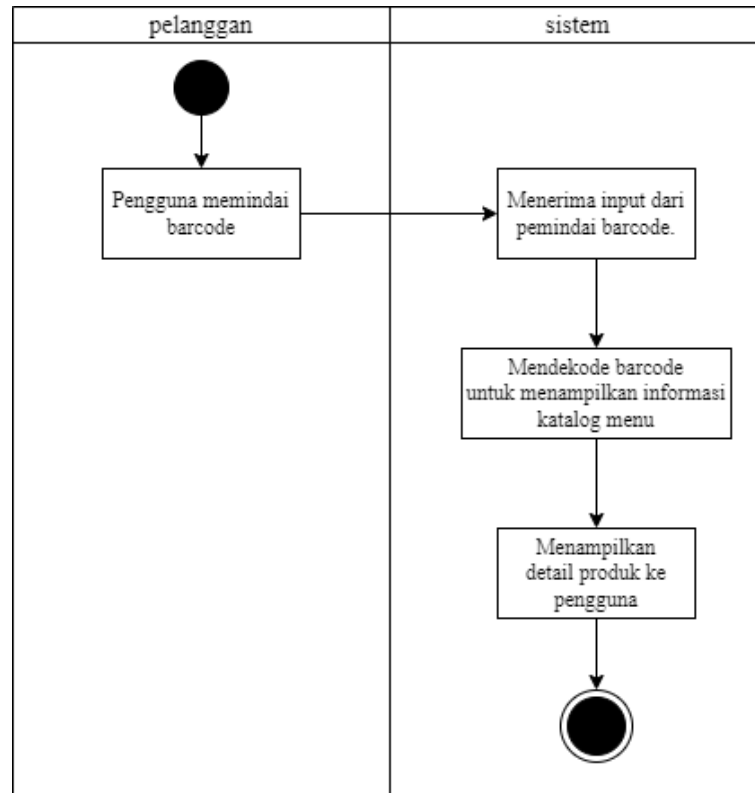 pelanggan
sistem
Pengguna memindai
barcode
Menerima input dari
pemindai barcode.
Mendekode barcode
untuk menampilkan informasi
katalog menu
Menampilkan
detail produk ke
pengguna